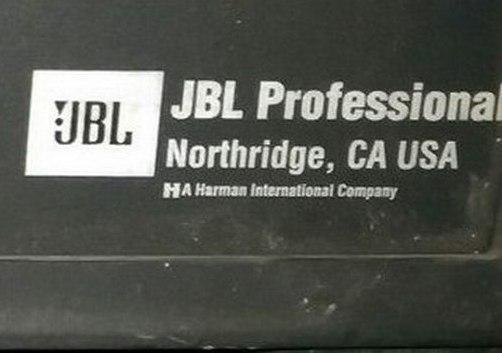 JBL
JBL Professional
Northridge, CA USA
H A Harman International Company